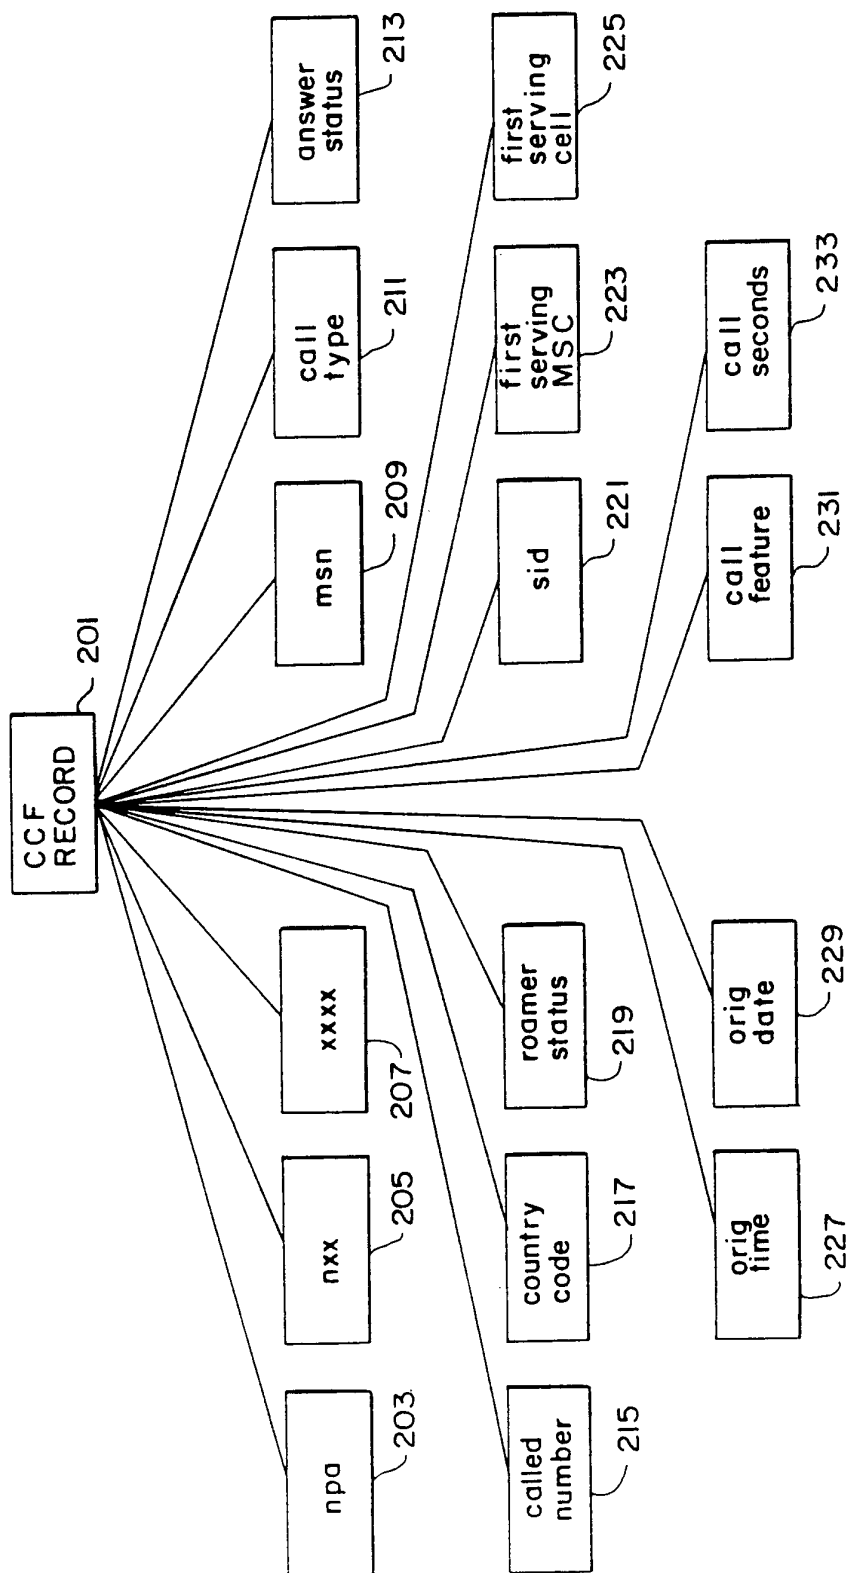 CCF
RECORD
201
npa
203
nxx
205
xxxx
207
msn
209
call
type
211
answer
status
213
called
number
215
country
code
217
roamer
status
219
sid
221
first
serving
MSC
223
first
serving
cell
225
orig
time
227
orig
date
229
call
feature
231
call
seconds
233